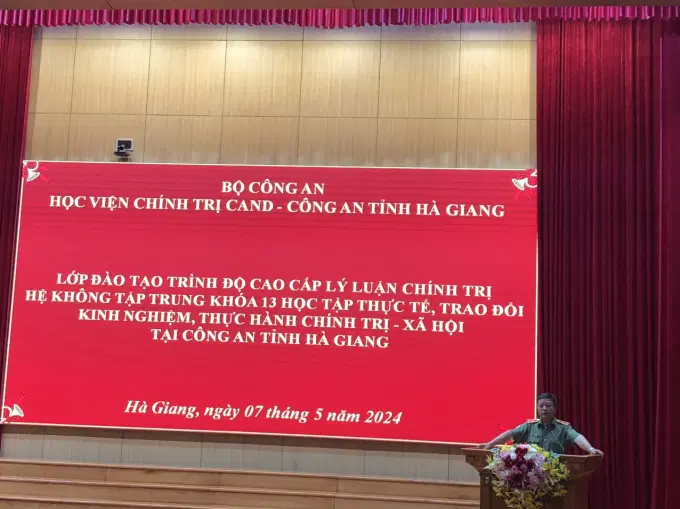 BỘ CÔNG AN
HỌC VIỆN CHÍNH TRỊ CAND - CÔNG AN TỈNH HÀ GIANG
LỚP ĐÀO TẠO TRÌNH ĐỘ CAO CẤP LÝ LUẬN CHÍNH TRỊ
HỆ KHÔNG TẬP TRUNG KHÓA 13 HỌC TẬP THỰC TẾ, TRAO ĐỔI
KINH NGHIỆM, THỰC HÀNH CHÍNH TRỊ - XÃ HỘI
TẠI CÔNG AN TỈNH HÀ GIANG
Hà Giang, ngày 07 tháng 5 năm 2024